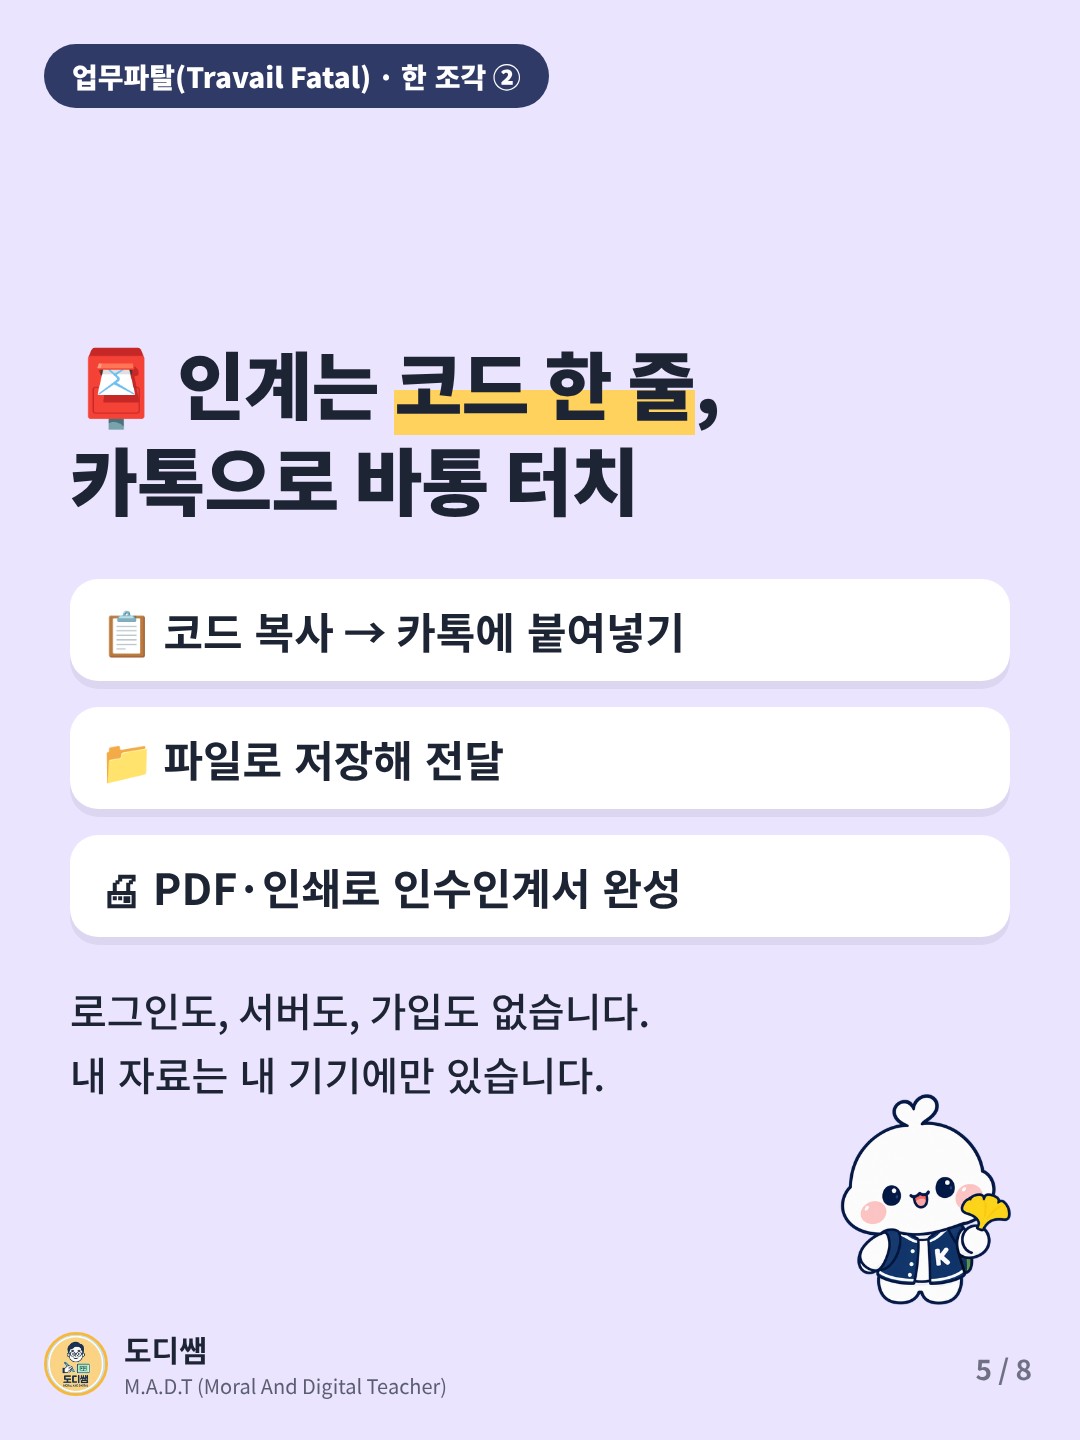 업무파탈(Travail Fatal) · 한 조각 ②
📮 인계는 코드 한 줄,
카톡으로 바통 터치
📋 코드 복사 → 카톡에 붙여넣기
📁 파일로 저장해 전달
🖨 PDF·인쇄로 인수인계서 완성
로그인도, 서버도, 가입도 없습니다.
내 자료는 내 기기에만 있습니다.
K
도디쌤
도디쌤
M.A.D.T (Moral And Digital Teacher)
5 / 8